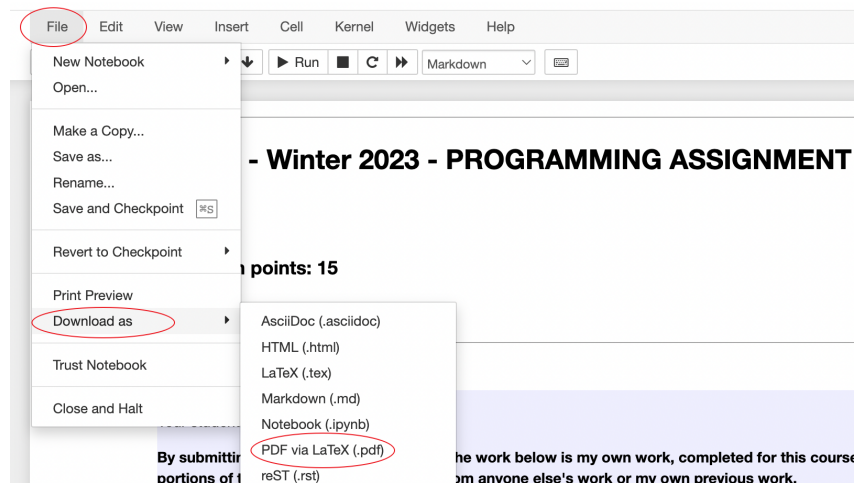 File Edit View Insert Cell Kernel Widgets Help
New Notebook
Run
Markdown
Open...
Make a Copy...
- Winter 2023 - PROGRAMMING ASSIGNMENT
Save as...
Rename...
Save and Checkpoint ⌘S
Revert to Checkpoint
points: 15
Print Preview
Download as
AsciiDoc (.asciidoc)
HTML (.html)
Trust Notebook
LaTeX (.tex)
Markdown (.md)
Close and Halt
Notebook (.ipynb)
PDF via LaTeX (.pdf)
By submittin he work below is my own work, completed for this course
reST (.rst)
portions of om anyone else's work or my own previous work.